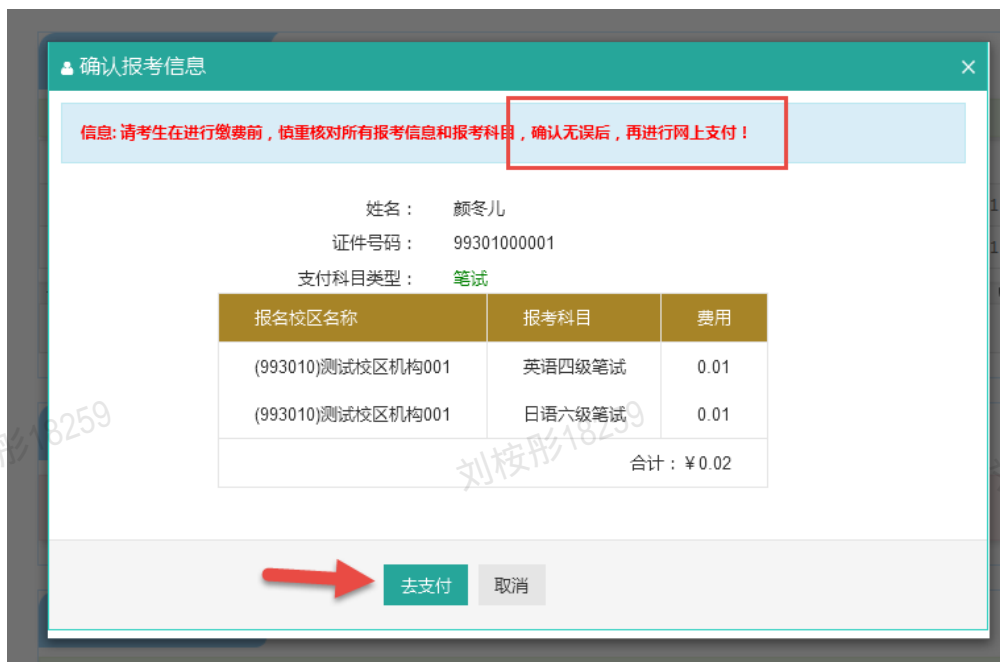 确认报考信息
信息: 请考生在进行缴费前，慎重核对所有报考信息和报考科目，确认无误后，再进行网上支付！
姓名： 颜冬儿
证件号码： 99301000001
支付科目类型： 笔试
报名校区名称 报考科目 费用
(993010)测试校区机构001 英语四级笔试 0.01
(993010)测试校区机构001 日语六级笔试 0.01
彤18259
刘桉彤18259
合计：￥0.02
去支付 取消